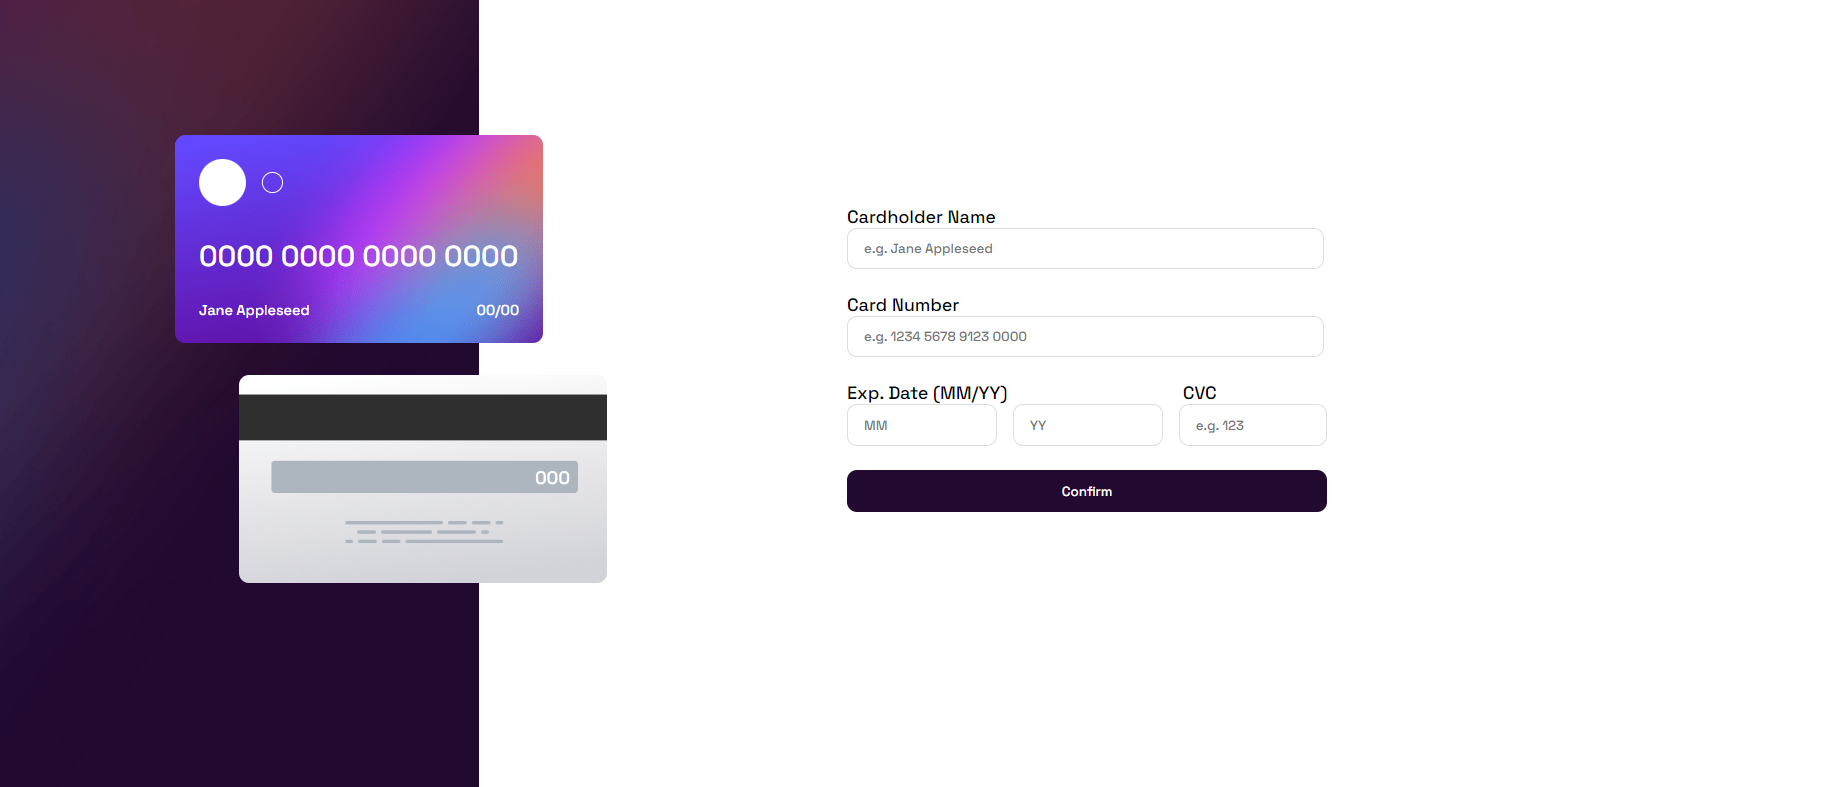 0000 0000 0000 0000
Jane Appleseed 00/00
000
Cardholder Name
e.g. Jane Appleseed
Card Number
e.g. 1234 5678 9123 0000
Exp. Date (MM/YY) CVC
MM YY e.g. 123
Confirm